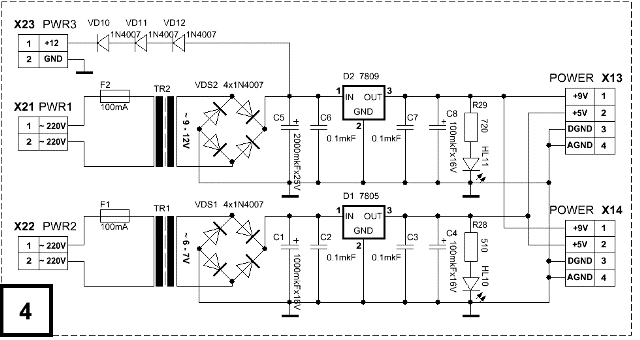 X23 PWR3
VD10 VD11 VD12
1N4007 1N4007 1N4007
1 +12
2 GND
X21 PWR1
1 ~ 220V
2 ~ 220V
F2
100mA
TR2
~ 9 - 12V
VDS2 4x1N4007
C5
2000mkFx25V
C6
0.1mkF
D2 7809
1 IN OUT 3
GND
2
C7
0.1mkF
C8
100mkFx16V
R29
720
HL11
POWER X13
+9V 1
+5V 2
DGND 3
AGND 4
X22 PWR2
1 ~ 220V
2 ~ 220V
F1
100mA
TR1
~ 6 - 7V
VDS1 4x1N4007
C1
1000mkFx16V
C2
0.1mkF
D1 7805
1 IN OUT 3
GND
2
C3
0.1mkF
C4
100mkFx16V
R28
510
HL10
POWER X14
+9V 1
+5V 2
DGND 3
AGND 4
4